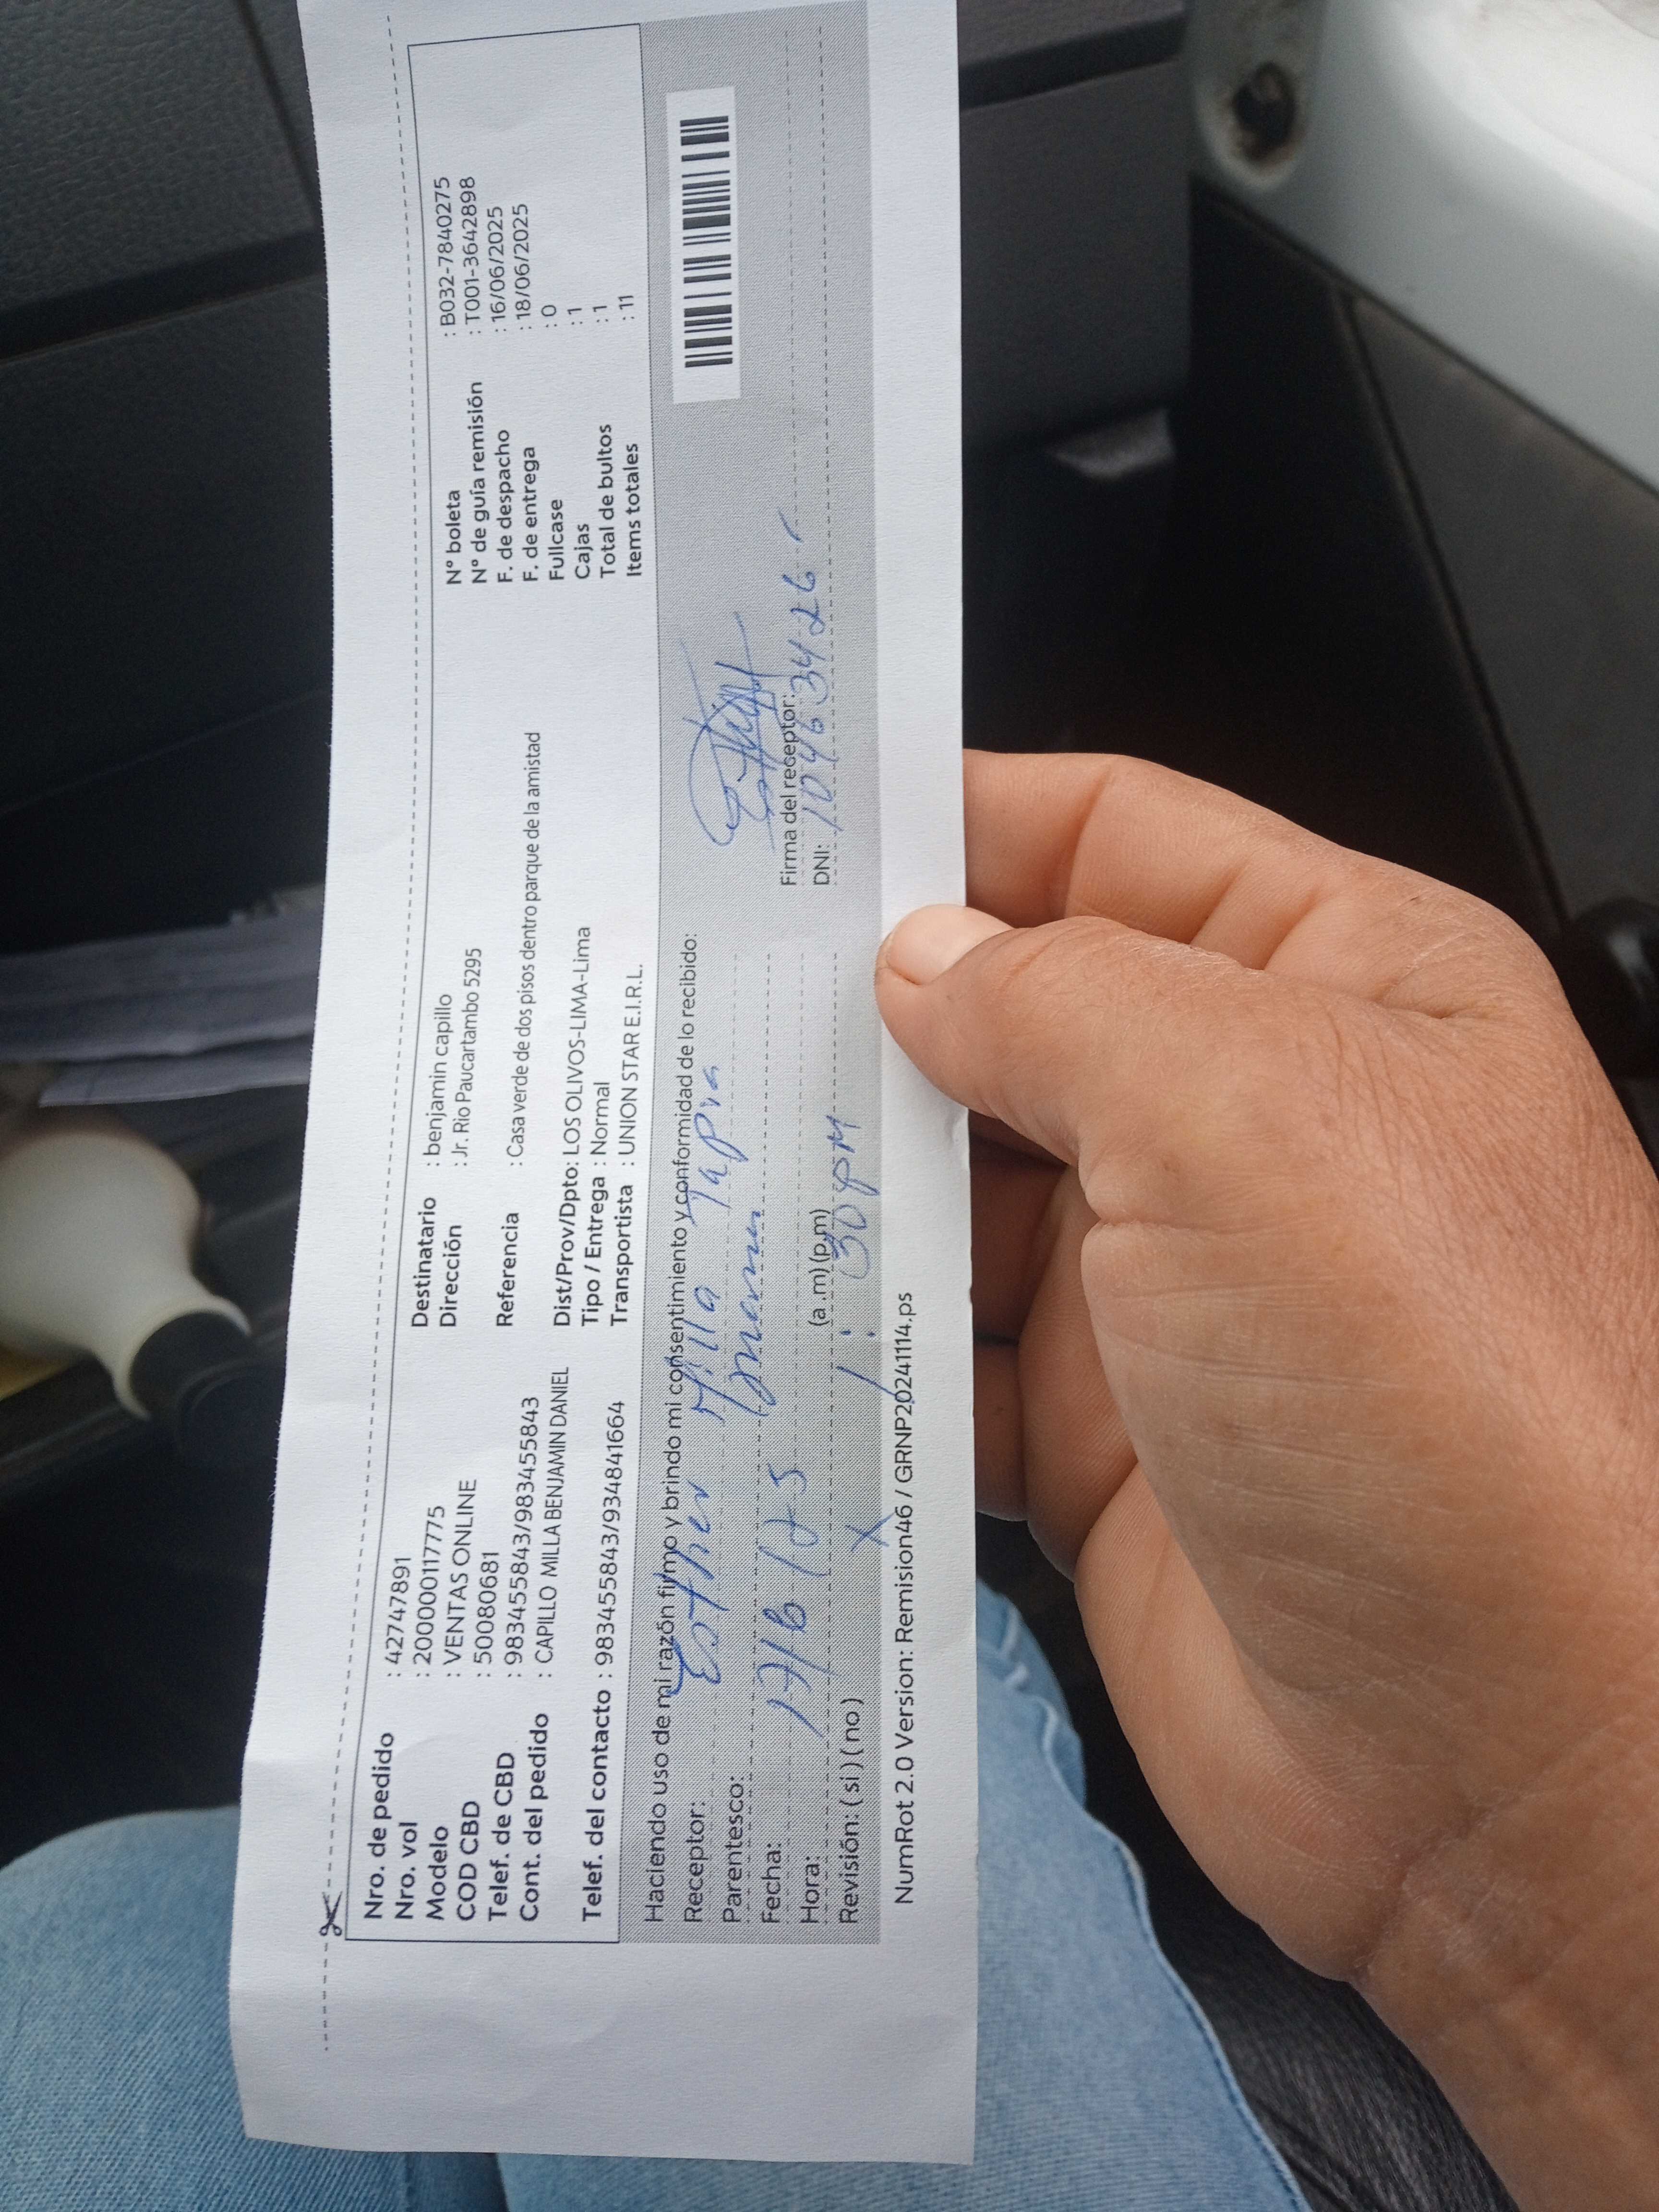 Nro. de pedido : 42747891
Nro. vol : 200000117775
Modelo : VENTAS ONLINE
COD CBD : 50080681
Telef. de CBD : 983455843/983455843
Cont. del pedido : CAPILLO MILLA BENJAMIN DANIEL
Telef. del contacto : 983455843/934841664
Destinatario : benjamin capillo
Dirección : Jr. Rio Paucartambo 5295
Referencia : Casa verde de dos pisos dentro parque de la amistad
Dist/Prov/Dpto: LOS OLIVOS-LIMA-Lima
Tipo / Entrega : Normal
Transportista : UNION STAR E.I.R.L.
N° boleta : B032-7840275
N° de guía remisión : T001-3642898
F. de despacho : 16/06/2025
F. de entrega : 18/06/2025
Fullcase : 0
Cajas : 1
Total de bultos : 1
Items totales : 11
Haciendo uso de mi razón firmo y brindo mi consentimiento y conformidad de lo recibido:
Receptor: Esther Milla Tapia
Parentesco:
Fecha: 17/6/25
Hora: (a.m) (p.m) 1:30 PM
Revisión: ( si ) ( no ) X
Firma del receptor:
DNI: 10463426
NumRot 2.0 Version: Remision46 / GRNP20241114.ps